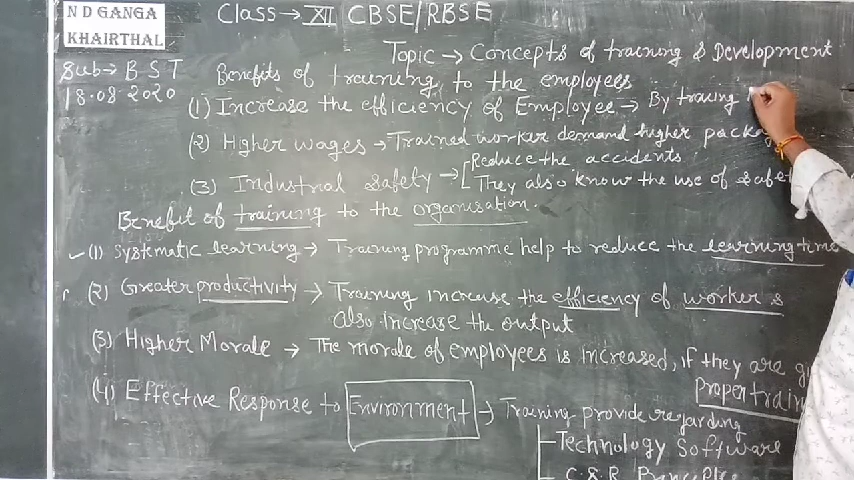 N D GANGA
KHAIRTHAL
Class → XII CBSE/RBSE
Sub → B S T
18.08.2020
Topic → Concepts of training & Development
Benefits of training to the employees
(1) Increase the efficiency of Employee → By tracing
(2) Higher wages → Trained worker demand higher packag
(3) Industrial safety → Reduce the accidents
They also know the use of safet
Benefit of training to the organisation.
(1) Systematic learning → Training programme help to reduce the learning time
(2) Greater productivity → Training increase the efficiency of workers
also increase the output
(3) Higher Morale → The morale of employees is increased, if they are gi
Proper train
(4) Effective Response to Environment → Training provide regarding
Technology Software
C.S.R Principles